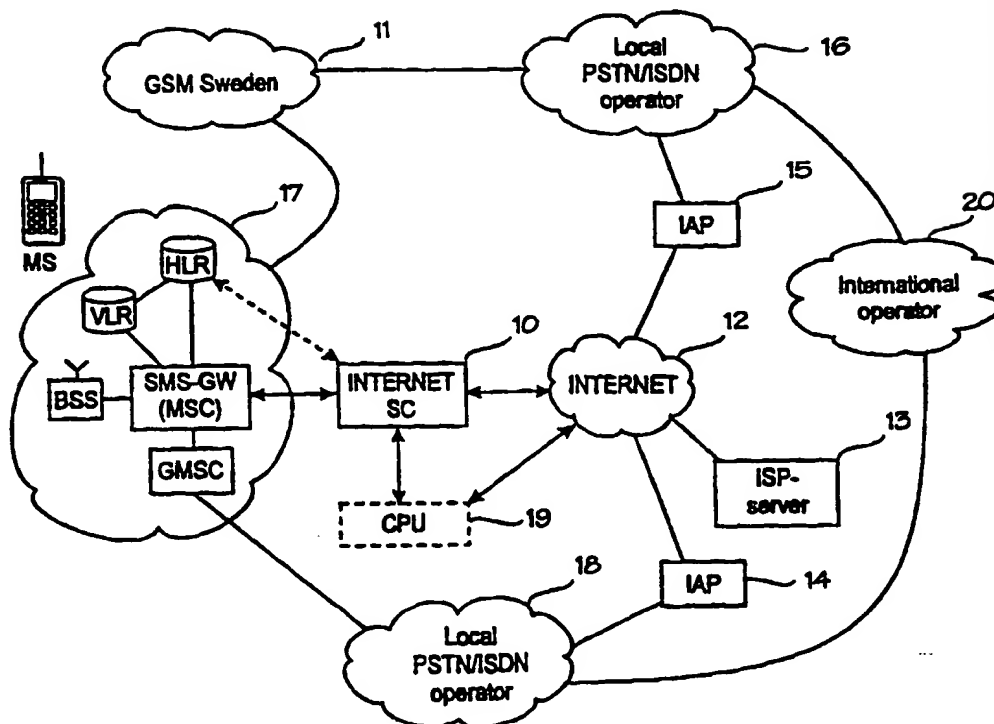 11
GSM Sweden
Local
PSTN/ISDN
operator
16
MS
17
HLR
VLR
BSS
SMS-GW
(MSC)
GMSC
15
IAP
20
International
operator
10
INTERNET
SC
12
INTERNET
13
ISP-
server
CPU
19
IAP
14
18
Local
PSTN/ISDN
operator